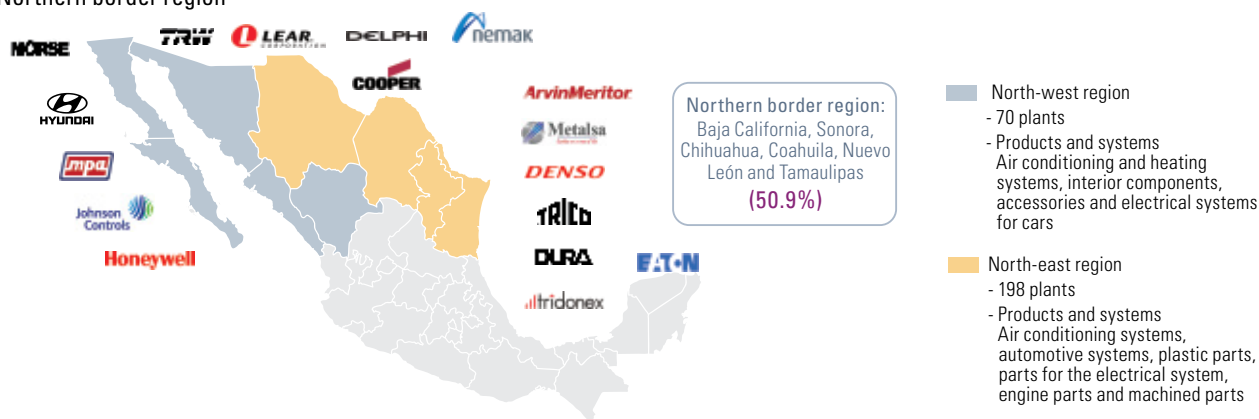 Northern border region
MORSE
TRW
LEAR
CORPORATION
DELPHI
nemak
COOPER
HYUNDAI
mpa
Johnson
Controls
Honeywell
ArvinMeritor
Metalsa
DENSO
TRICO
DURA
EATON
tridonex
Northern border region:
Baja California, Sonora,
Chihuahua, Coahuila, Nuevo
León and Tamaulipas
(50.9%)
North-west region
- 70 plants
- Products and systems
Air conditioning and heating
systems, interior components,
accessories and electrical systems
for cars
North-east region
- 198 plants
- Products and systems
Air conditioning systems,
automotive systems, plastic parts,
parts for the electrical system,
engine parts and machined parts